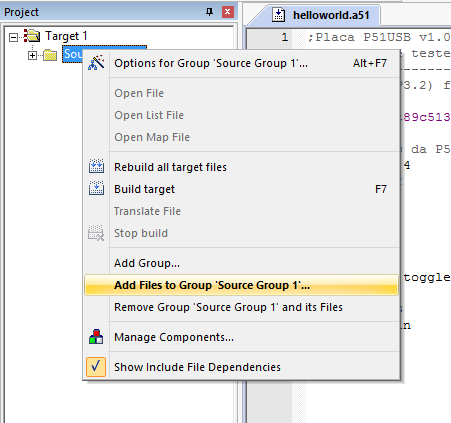 Project
helloworld.a51
Target 1
1 ;Placa P51USB v1.0
Options for Group 'Source Group 1'... Alt+F7
teste
Open File
P3.2) f
Open List File
89c513
Open Map File
da P5
Rebuild all target files
4
Build target F7
Translate File
Stop build
Add Group...
toggle
Add Files to Group 'Source Group 1'...
Remove Group 'Source Group 1' and its Files
Manage Components...
Show Include File Dependencies